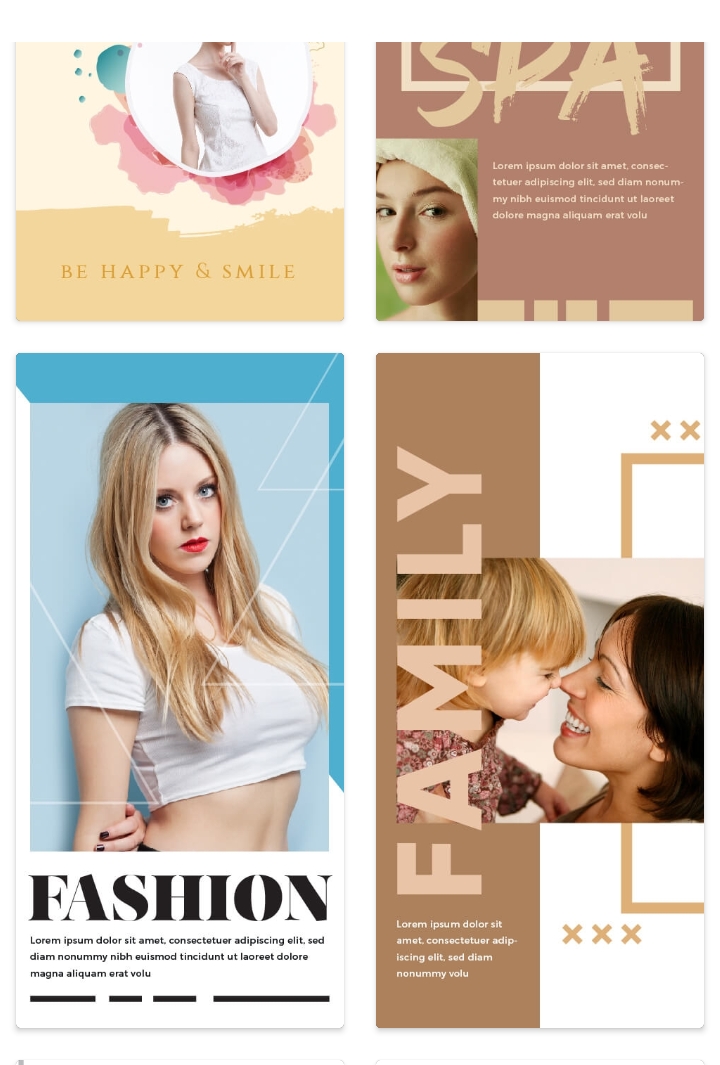 BE HAPPY & SMILE
SPA
Lorem ipsum dolor sit amet, consec-
tetuer adipiscing elit, sed diam nonum-
my nibh euismod tincidunt ut laoreet
dolore magna aliquam erat volu
FASHION
Lorem ipsum dolor sit amet, consectetuer adipiscing elit, sed
diam nonummy nibh euismod tincidunt ut laoreet dolore
magna aliquam erat volu
FAMILY
Lorem ipsum dolor sit
amet, consectetuer adip-
iscing elit, sed diam
nonummy volu